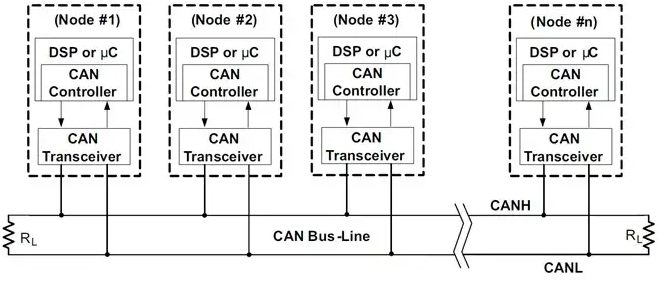 (Node #1)
DSP or µC
CAN
Controller
CAN
Transceiver
(Node #2)
DSP or µC
CAN
Controller
CAN
Transceiver
(Node #3)
DSP or µC
CAN
Controller
CAN
Transceiver
(Node #n)
DSP or µC
CAN
Controller
CAN
Transceiver
CANH
RL
CAN Bus-Line
RL
CANL